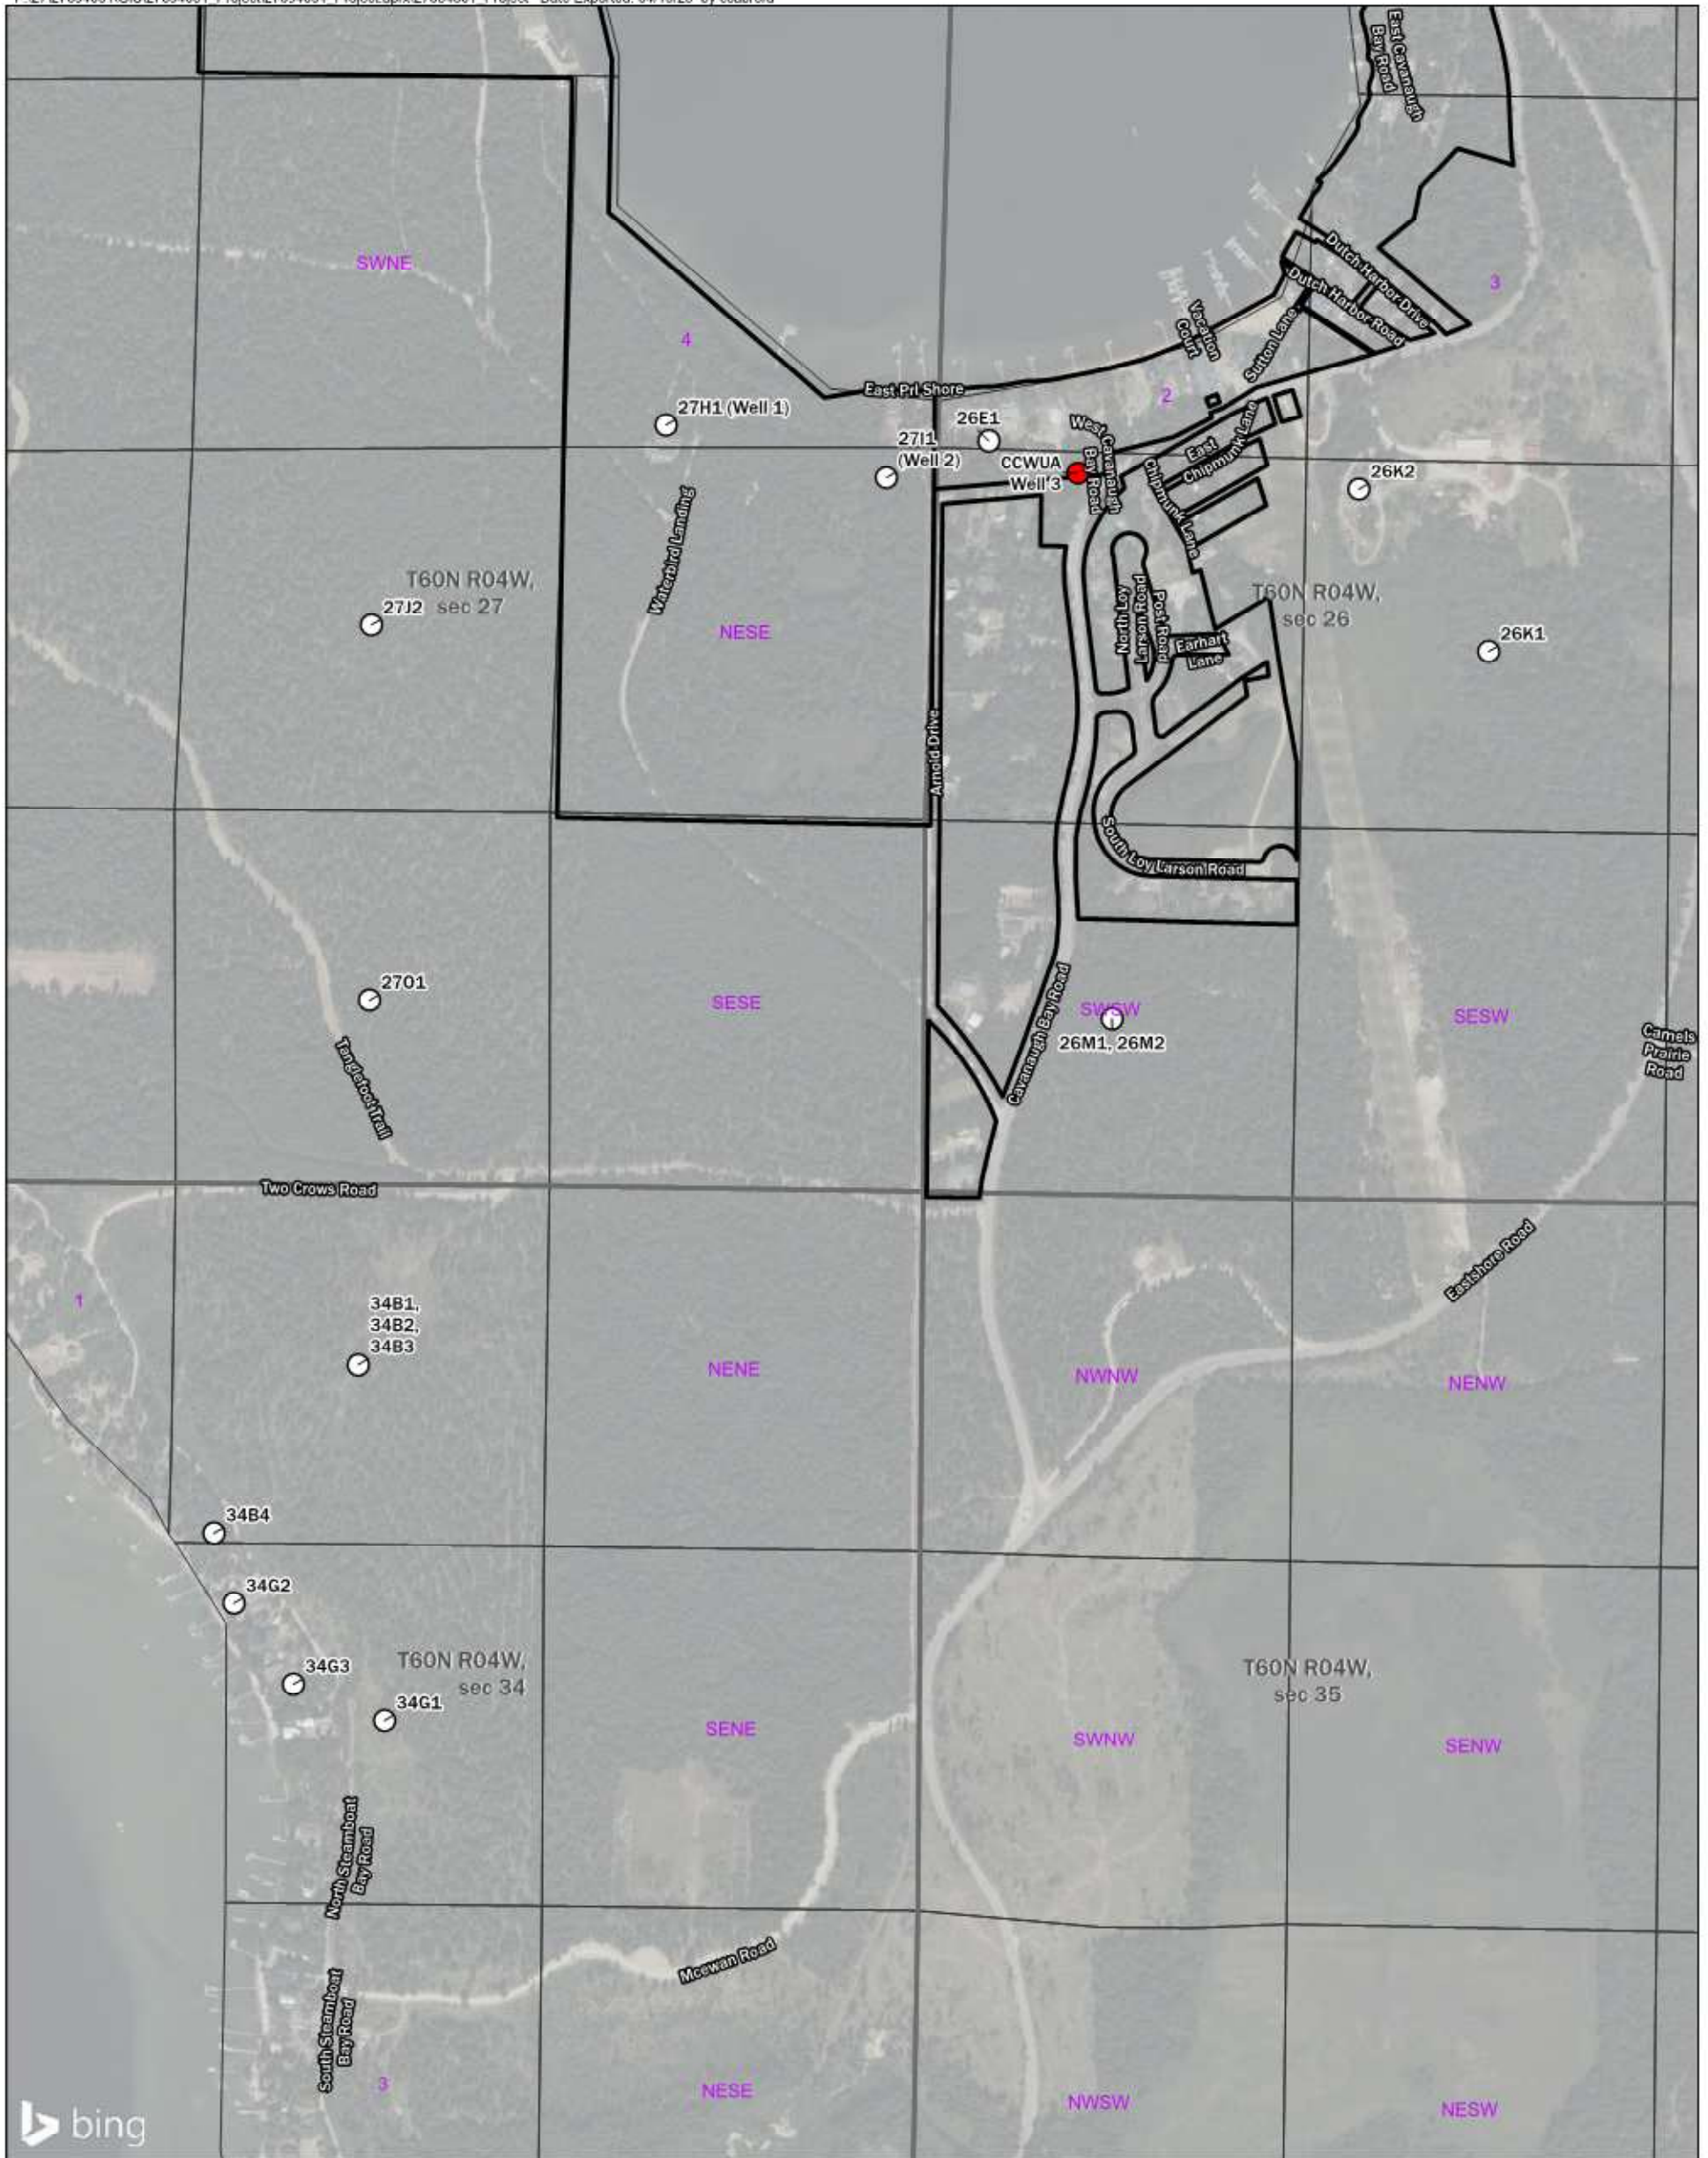 East Cavanaugh
Bay Road
SWNE
Dutch Harbor Drive
Dutch Harbor Road
3
Vacation
Court
Sutton Lane
4
East Pri Shore
2
27H1 (Well 1)
26E1
27I1
(Well 2)
West Cavanaugh
Bay Road
CCWUA
Well 3
East
Chipmunk Lane
Chipmunk Lane
26K2
Waterbird Landing
T60N R04W,
sec 27
27J2
NESE
North Loy
Larson Road
Post Road
Earhart
Lane
T60N R04W,
sec 26
26K1
Arnold Drive
South Loy Larson Road
27O1
SESE
SWSW
26M1, 26M2
SESW
Cavanaugh Bay Road
Camels
Prairie
Road
Tanglefoot Trail
Two Crows Road
Eastshore Road
1
34B1,
34B2,
34B3
NENE
NWNW
NENW
34B4
34G2
34G3
T60N R04W,
sec 34
34G1
T60N R04W,
sec 35
SENE
SWNW
SENW
North Steamboat
Bay Road
Mcewan Road
South Steamboat
Bay Road
3
NESE
NWSW
NESW
bing